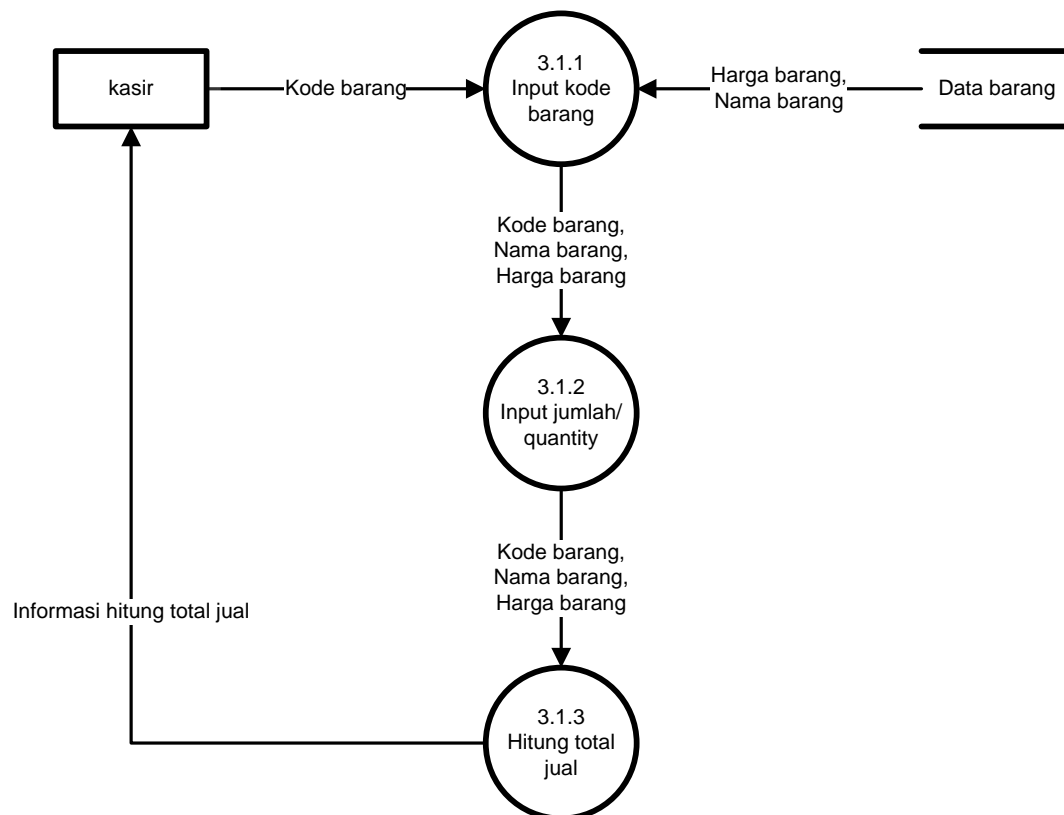 kasir
Kode barang
3.1.1
Input kode
barang
Harga barang,
Nama barang
Data barang
Kode barang,
Nama barang,
Harga barang
3.1.2
Input jumlah/
quantity
Kode barang,
Nama barang,
Harga barang
Informasi hitung total jual
3.1.3
Hitung total
jual